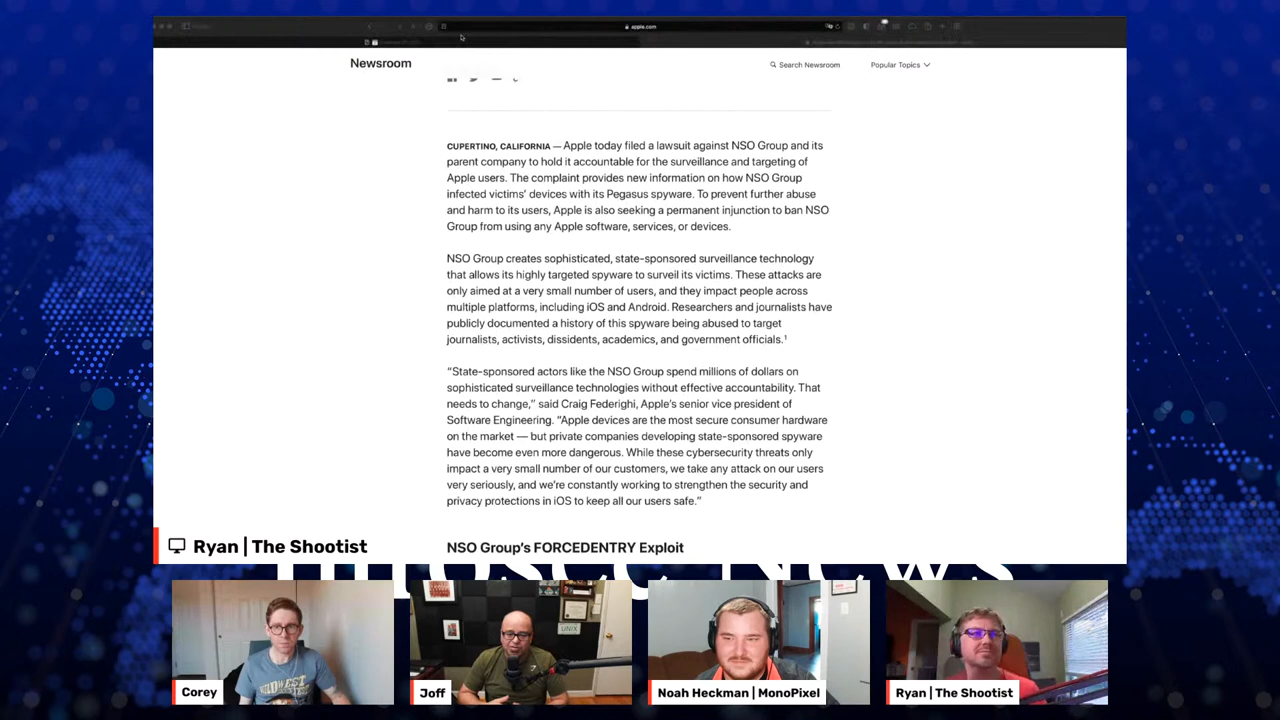 apple.com
Newsroom
Search Newsroom
Popular Topics
CUPERTINO, CALIFORNIA — Apple today filed a lawsuit against NSO Group and its
parent company to hold it accountable for the surveillance and targeting of
Apple users. The complaint provides new information on how NSO Group
infected victims’ devices with its Pegasus spyware. To prevent further abuse
and harm to its users, Apple is also seeking a permanent injunction to ban NSO
Group from using any Apple software, services, or devices.
NSO Group creates sophisticated, state-sponsored surveillance technology
that allows its highly targeted spyware to surveil its victims. These attacks are
only aimed at a very small number of users, and they impact people across
multiple platforms, including iOS and Android. Researchers and journalists have
publicly documented a history of this spyware being abused to target
journalists, activists, dissidents, academics, and government officials.¹
“State-sponsored actors like the NSO Group spend millions of dollars on
sophisticated surveillance technologies without effective accountability. That
needs to change,” said Craig Federighi, Apple’s senior vice president of
Software Engineering. “Apple devices are the most secure consumer hardware
on the market — but private companies developing state-sponsored spyware
have become even more dangerous. While these cybersecurity threats only
impact a very small number of our customers, we take any attack on our users
very seriously, and we’re constantly working to strengthen the security and
privacy protections in iOS to keep all our users safe.”
NSO Group’s FORCEDENTRY Exploit
Ryan | The Shootist
Infosec News
UNIX
WILDWEST
Corey
Joff
Noah Heckman | MonoPixel
Ryan | The Shootist